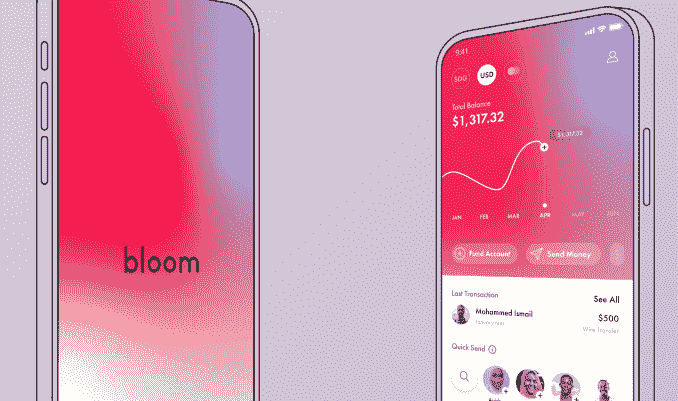 bloom
9:41
SDG
USD
Total Balance
$1,317.32
$1,317.32
JAN FEB MAR APR MAY
Fund Account
Send Money
Last Transaction
See All
Mohammed Ismail
$500
Wire Transfer
Quick Send